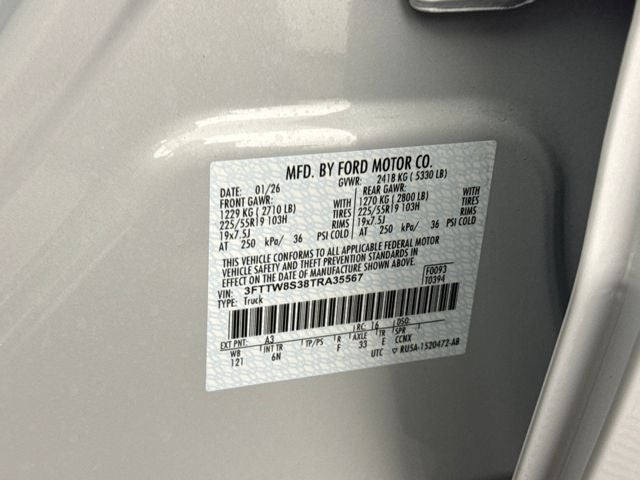 MFD. BY FORD MOTOR CO.
DATE: 01/26 GVWR: 2418 KG ( 5330 LB)
FRONT GAWR: REAR GAWR:
1229 KG ( 2710 LB) WITH 1270 KG ( 2800 LB) WITH
225/55R19 103H TIRES 225/55R19 103H TIRES
19x7.5J RIMS 19x7.5J RIMS
AT 250 kPa/ 36 PSI COLD AT 250 kPa/ 36 PSI COLD
THIS VEHICLE CONFORMS TO ALL APPLICABLE FEDERAL MOTOR
VEHICLE SAFETY AND THEFT PREVENTION STANDARDS
IN EFFECT ON THE DATE OF MANUFACTURE SHOWN ABOVE.
VIN: 3FTTW8S38TRA35567 F0093
TYPE: Truck T0394
EXT PNT: A3 RC: 16 DSO:
WB INT TR TP/PS R AXLE TR SPR
121 6N F 33 E CCNX
UTC RU5A-1520472-AB